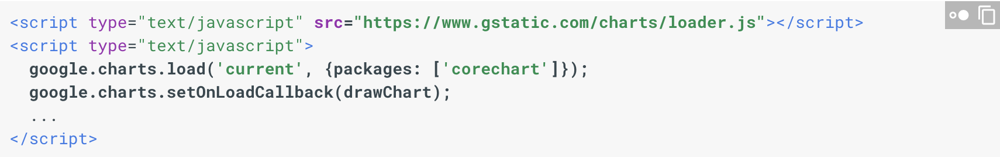 <script type="text/javascript" src="https://www.gstatic.com/charts/loader.js"></script>
<script type="text/javascript">
  google.charts.load('current', {packages: ['corechart']});
  google.charts.setOnLoadCallback(drawChart);
  ...
</script>